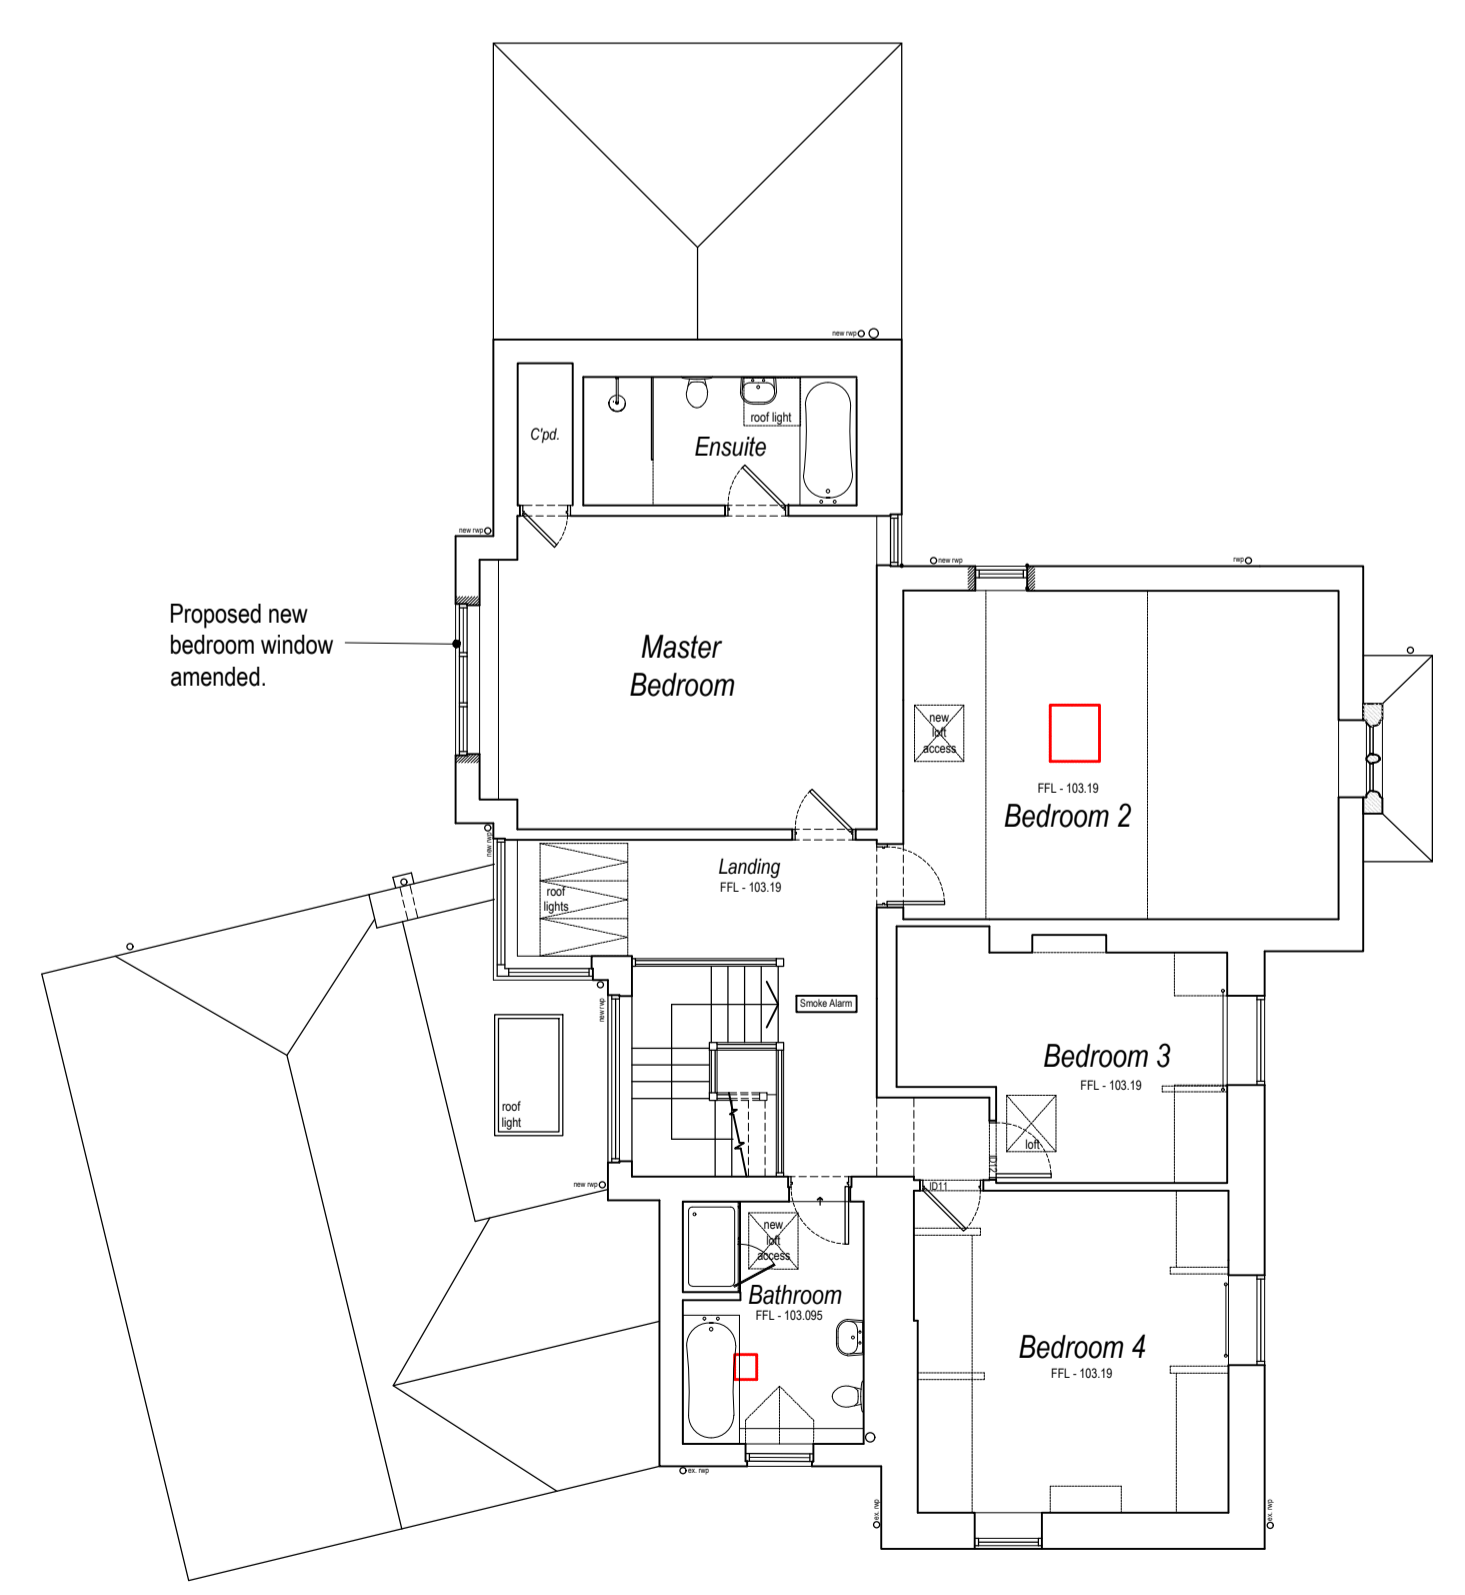 new rwp
C'pd.
roof light
Ensuite
new rwp
new rwp
rwp
Proposed new
bedroom window
amended.
Master
Bedroom
new
loft
access
FFL - 103.19
Bedroom 2
new rwp
Landing
FFL - 103.19
roof
lights
Smoke Alarm
new rwp
Bedroom 3
FFL - 103.19
roof
light
loft
ID12
new rwp
ID11
new
loft
access
Bathroom
FFL - 103.095
Bedroom 4
FFL - 103.19
ex. rwp
ex. rwp
ex. rwp